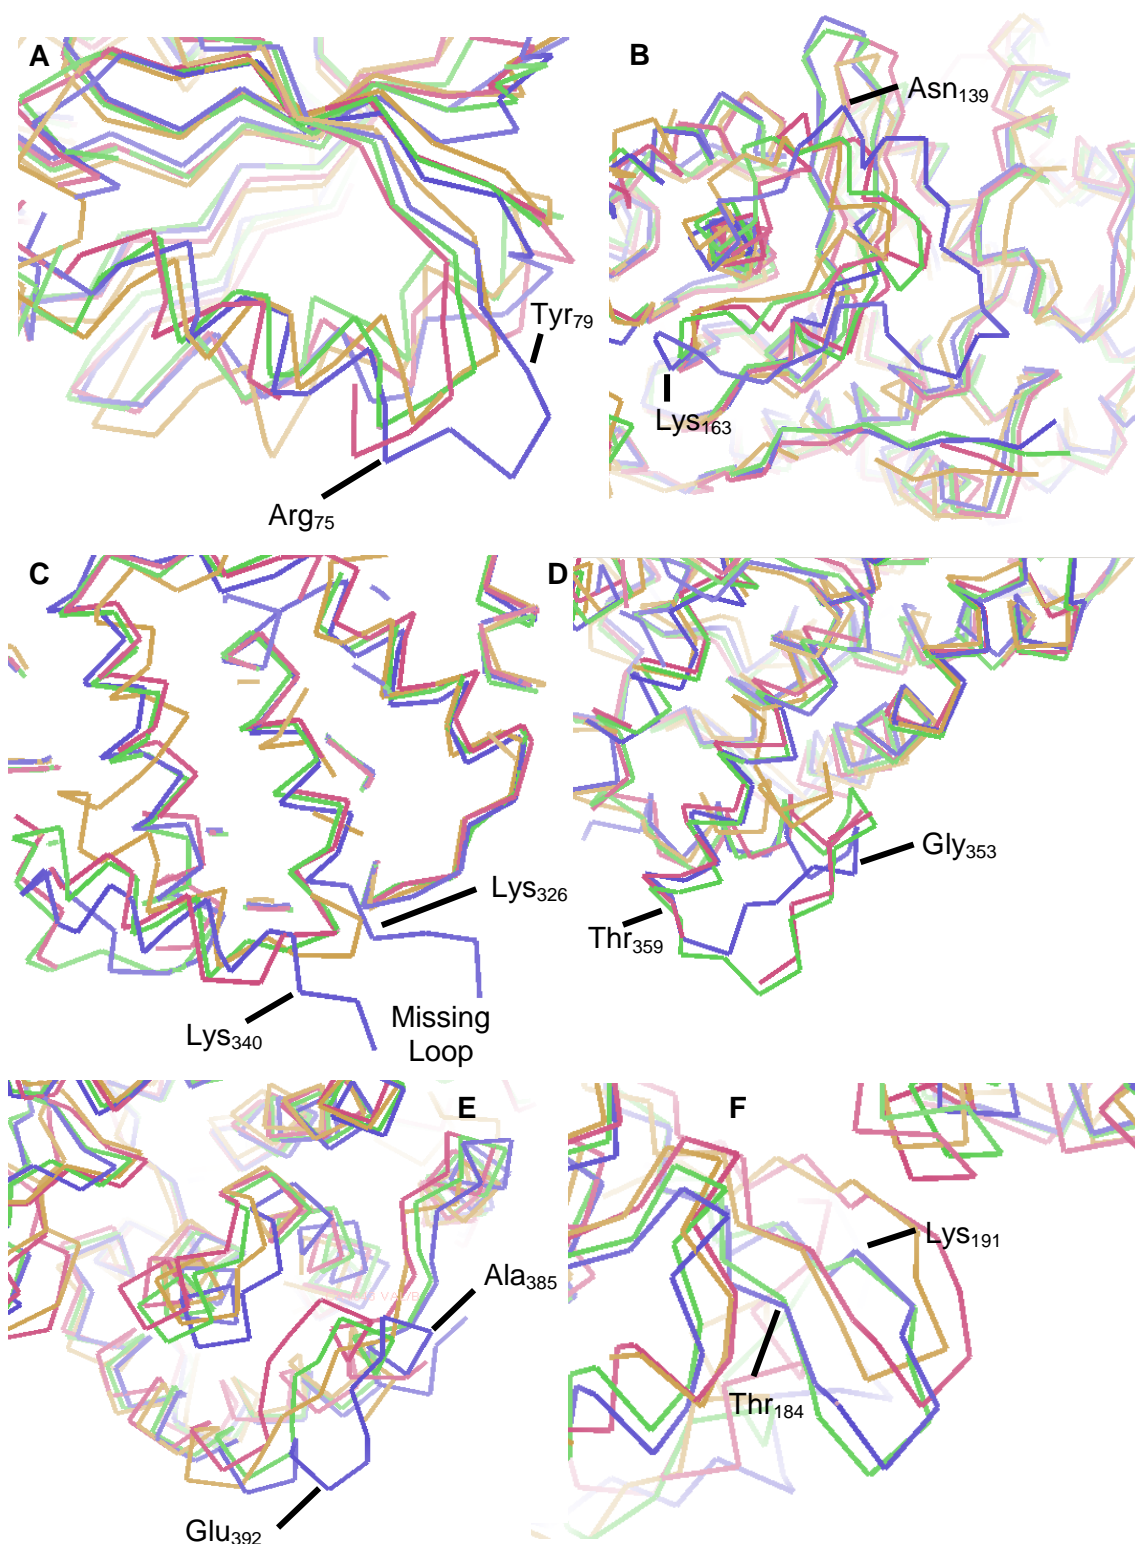 A
B
Asn139
Tyr79
Lys163
Arg75
C
D
Gly353
Lys326
Thr359
Missing
Loop
Lys340
E
F
Lys191
Ala385
Thr184
Glu392